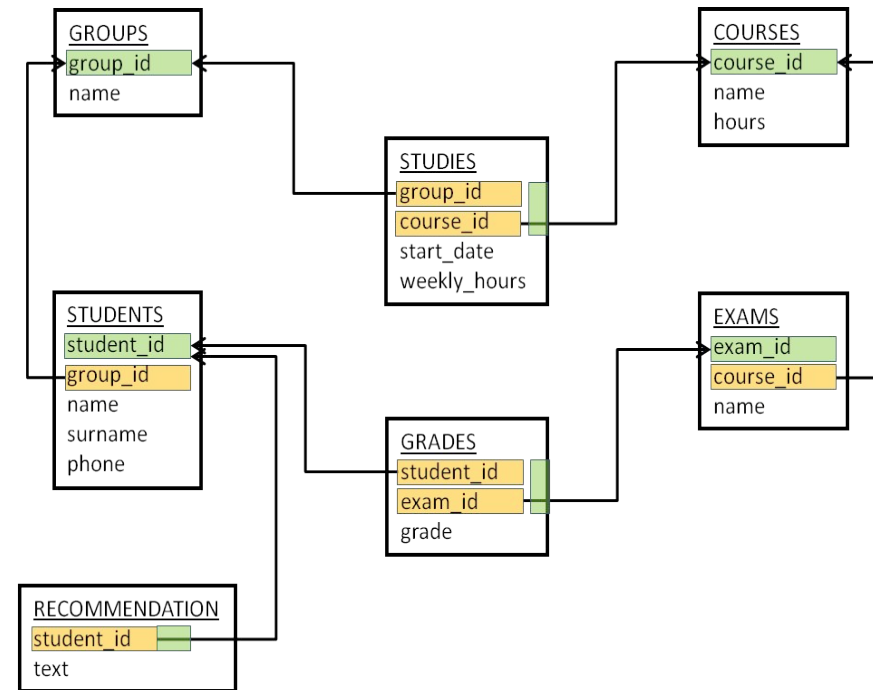 GROUPS
group_id
name
COURSES
course_id
name
hours
STUDIES
group_id
course_id
start_date
weekly_hours
STUDENTS
student_id
group_id
name
surname
phone
EXAMS
exam_id
course_id
name
GRADES
student_id
exam_id
grade
RECOMMENDATION
student_id
text